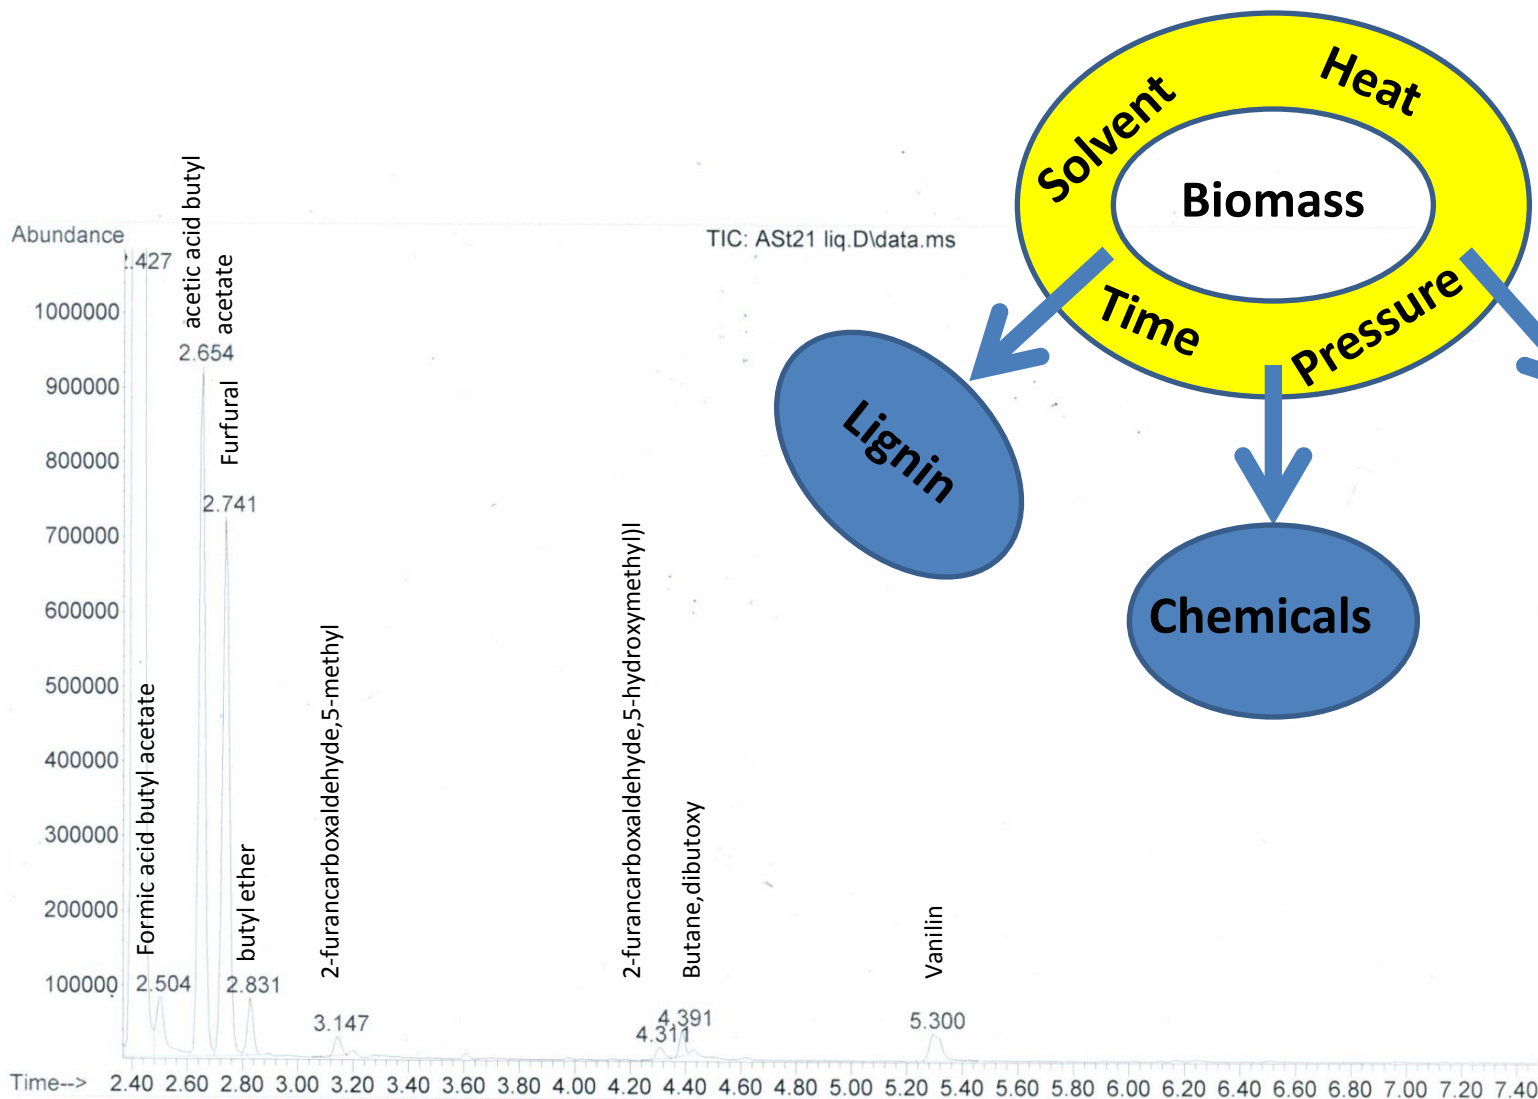 Solvent
Heat
Biomass
Time
Pressure
Lignin
Chemicals
Abundance
TIC: ASt21 liq.D\data.ms
.427
acetic acid butyl
acetate
2.654
Furfural
2.741
Formic acid butyl acetate
2.504
butyl ether
2.831
2-furancarboxaldehyde,5-methyl
3.147
2-furancarboxaldehyde,5-hydroxymethyl)l
4.311
Butane,dibutoxy
4.391
Vanilin
5.300
1000000
900000
800000
700000
600000
500000
400000
300000
200000
100000
Time--> 2.40 2.60 2.80 3.00 3.20 3.40 3.60 3.80 4.00 4.20 4.40 4.60 4.80 5.00 5.20 5.40 5.60 5.80 6.00 6.20 6.40 6.60 6.80 7.00 7.20 7.40